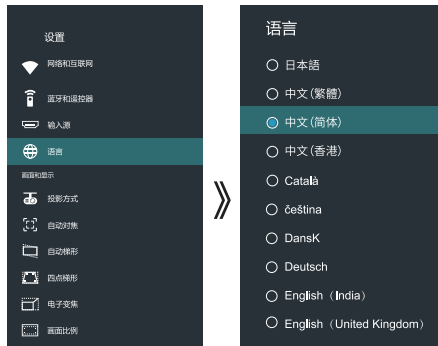 设置
网络和互联网
蓝牙和遥控器
输入源
语言
画面和显示
投影方式
自动对焦
自动梯形
四点梯形
电子变焦
画面比例
语言
日本語
中文(繁體)
中文(简体)
中文(香港)
Català
čeština
DansK
Deutsch
English（India）
English（United Kingdom）